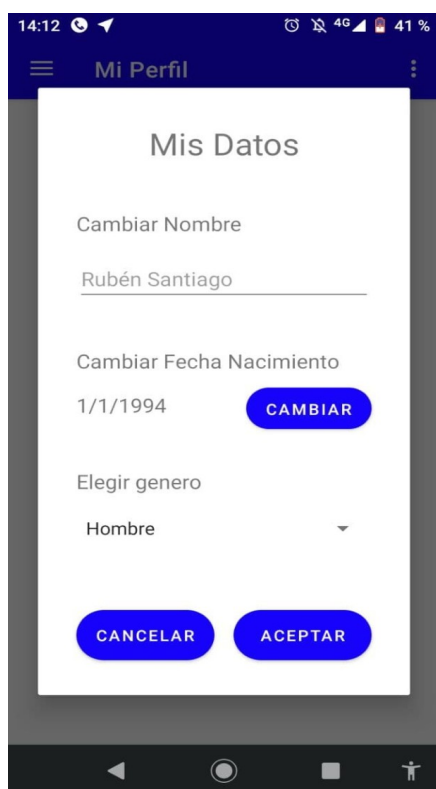 14:12 4G 41 %
Mi Perfil
Mis Datos
Cambiar Nombre
Rubén Santiago
Cambiar Fecha Nacimiento
1/1/1994 CAMBIAR
Elegir genero
Hombre
CANCELAR ACEPTAR